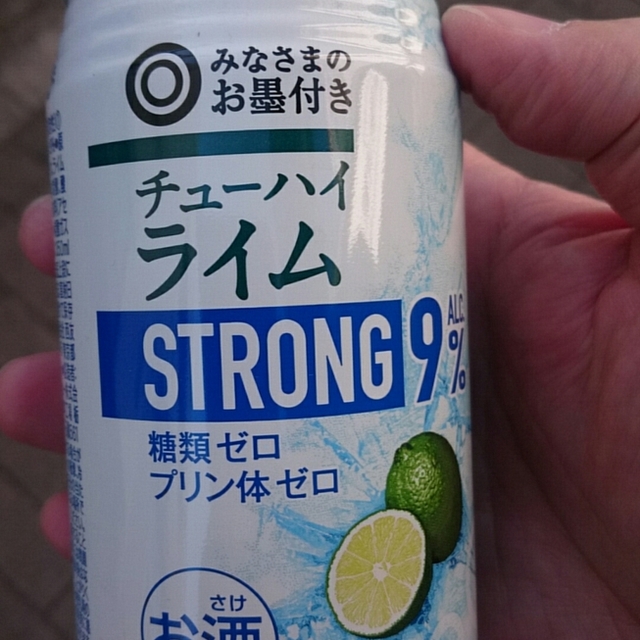 みなさまの
お墨付き
チューハイ
ライム
STRONG 9%
ALC.
糖類 ゼロ
プリン体 ゼロ
さけ
お酒